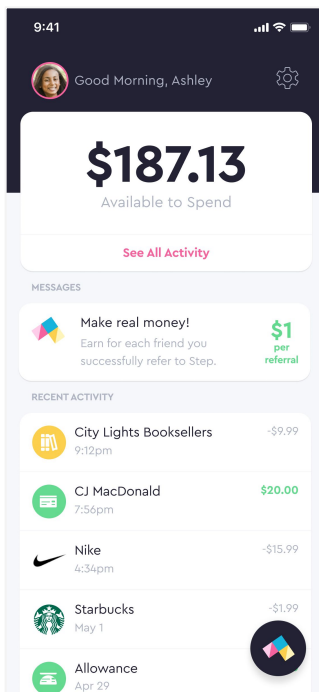 9:41
Good Morning, Ashley
$187.13
Available to Spend
See All Activity
MESSAGES
Make real money!
Earn for each friend you
successfully refer to Step.
$1
per
referral
RECENT ACTIVITY
City Lights Booksellers
-$9.99
9:12pm
CJ MacDonald
$20.00
7:56pm
Nike
-$15.99
4:34pm
Starbucks
-$1.99
May 1
Allowance
Apr 29